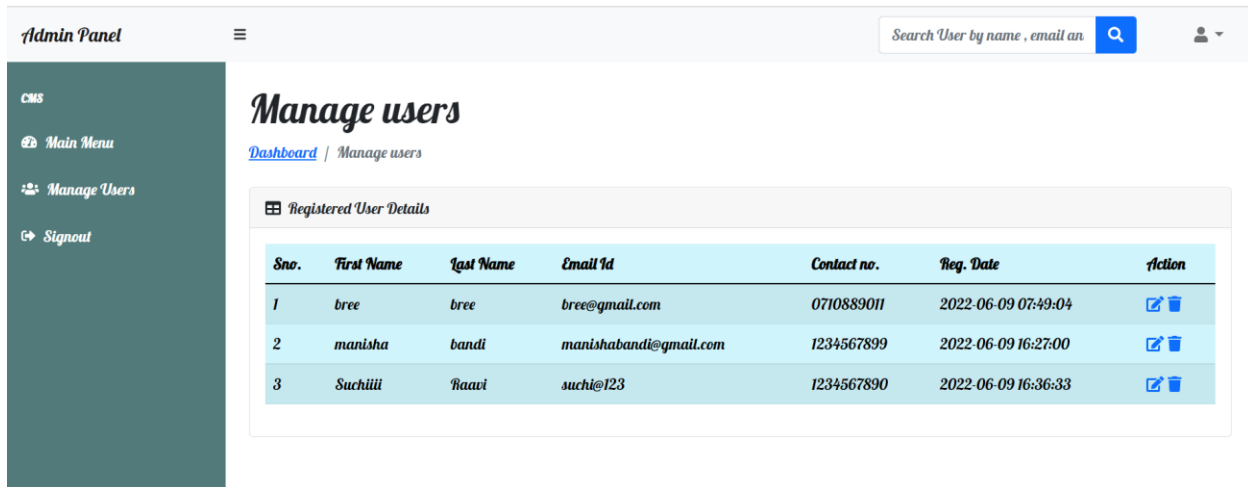 Admin Panel
Search User by name , email an
CMS
Main Menu
Manage Users
Signout
Manage users
Dashboard / Manage users
Registered User Details
Sno. First Name Last Name Email Id Contact no. Reg. Date Action
1 bree bree bree@gmail.com 0710889011 2022-06-09 07:49:04
2 manisha bandi manishabandi@gmail.com 1234567899 2022-06-09 16:27:00
3 Suchiiii Raavi suchi@123 1234567890 2022-06-09 16:36:33